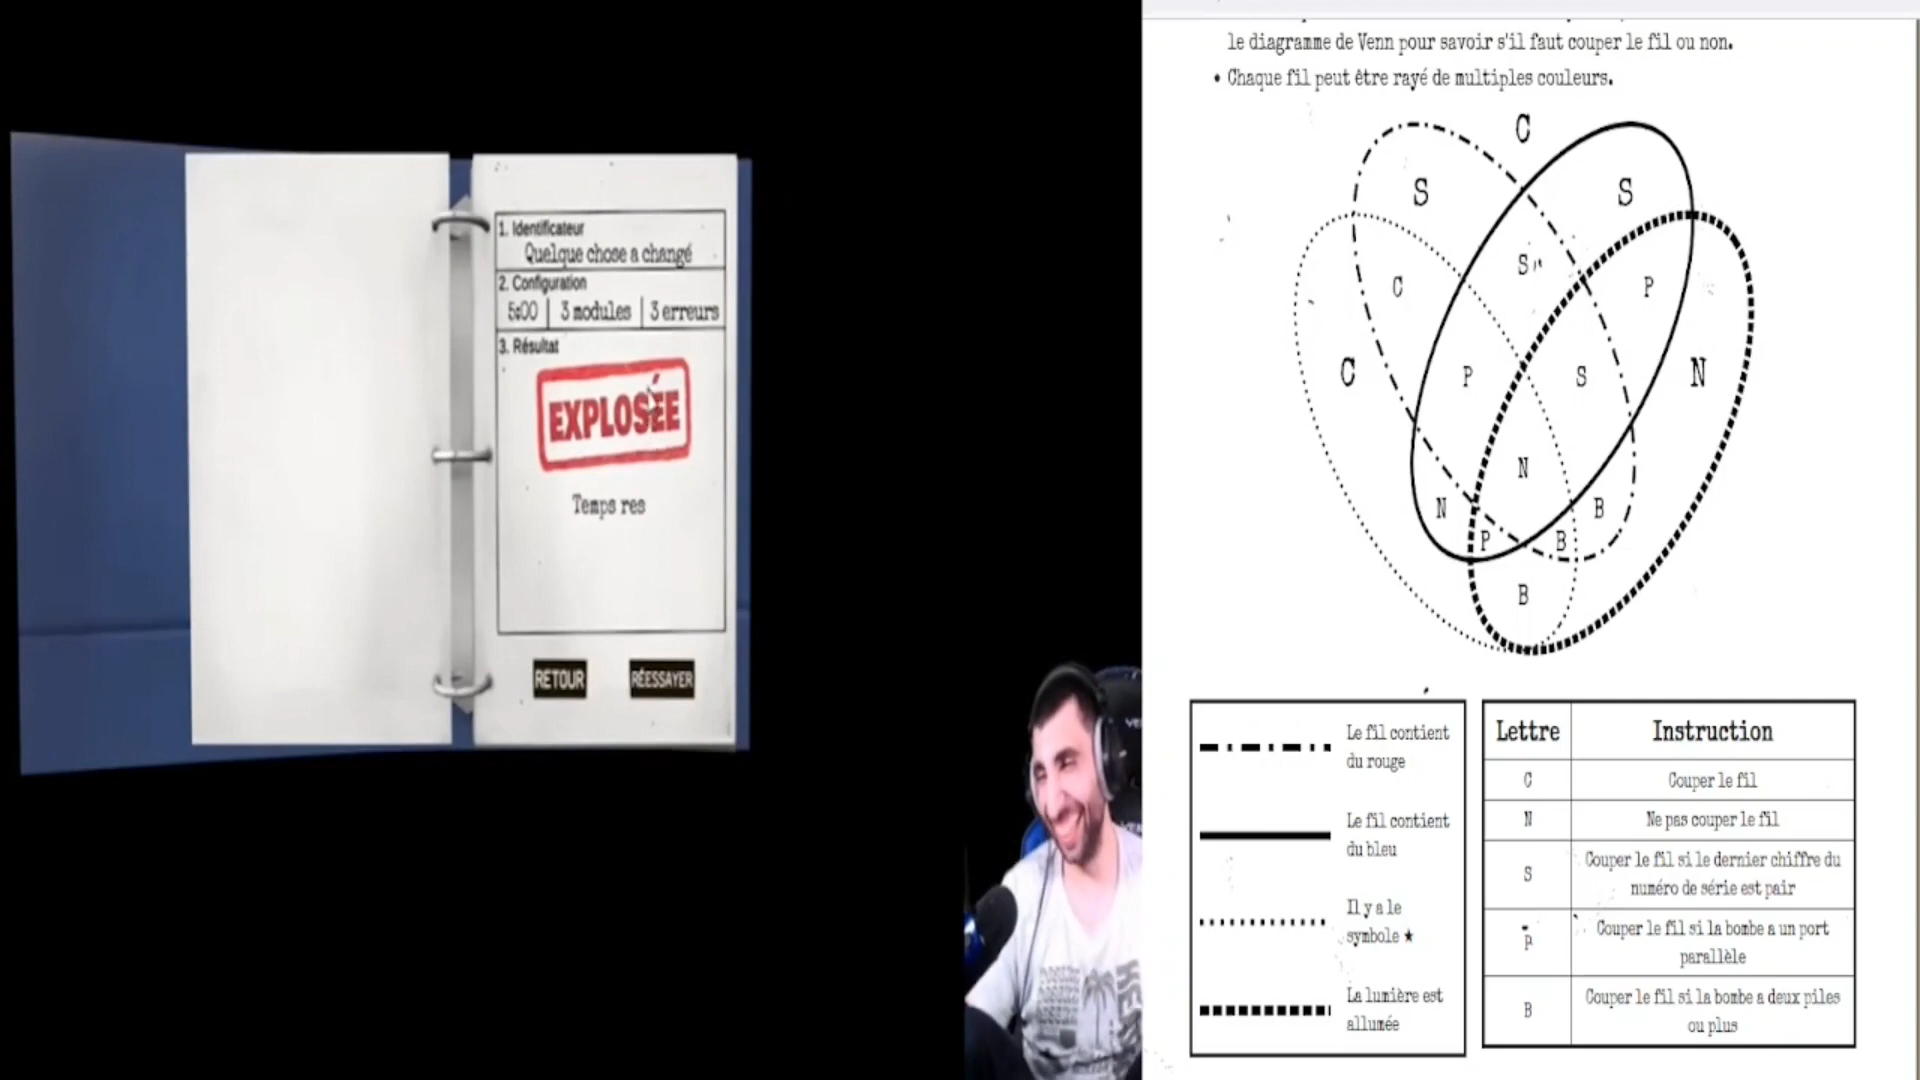 1. Identificateur
Quelque chose a changé
2. Configuration
5:00 | 3 modules | 3 erreurs
3. Résultat
EXPLOSÉE
Temps res
RETOUR
RÉESSAYER
le diagramme de Venn pour savoir s'il faut couper le fil ou non.
• Chaque fil peut être rayé de multiples couleurs.
C
S
S
S
C
P
C
P
S
N
N
N
B
P
B
B
Le fil contient
du rouge
Le fil contient
du bleu
Il y a le
symbole ★
La lumière est
allumée
Lettre Instruction
C Couper le fil
N Ne pas couper le fil
S Couper le fil si le dernier chiffre du
numéro de série est pair
P Couper le fil si la bombe a un port
parallèle
B Couper le fil si la bombe a deux piles
ou plus